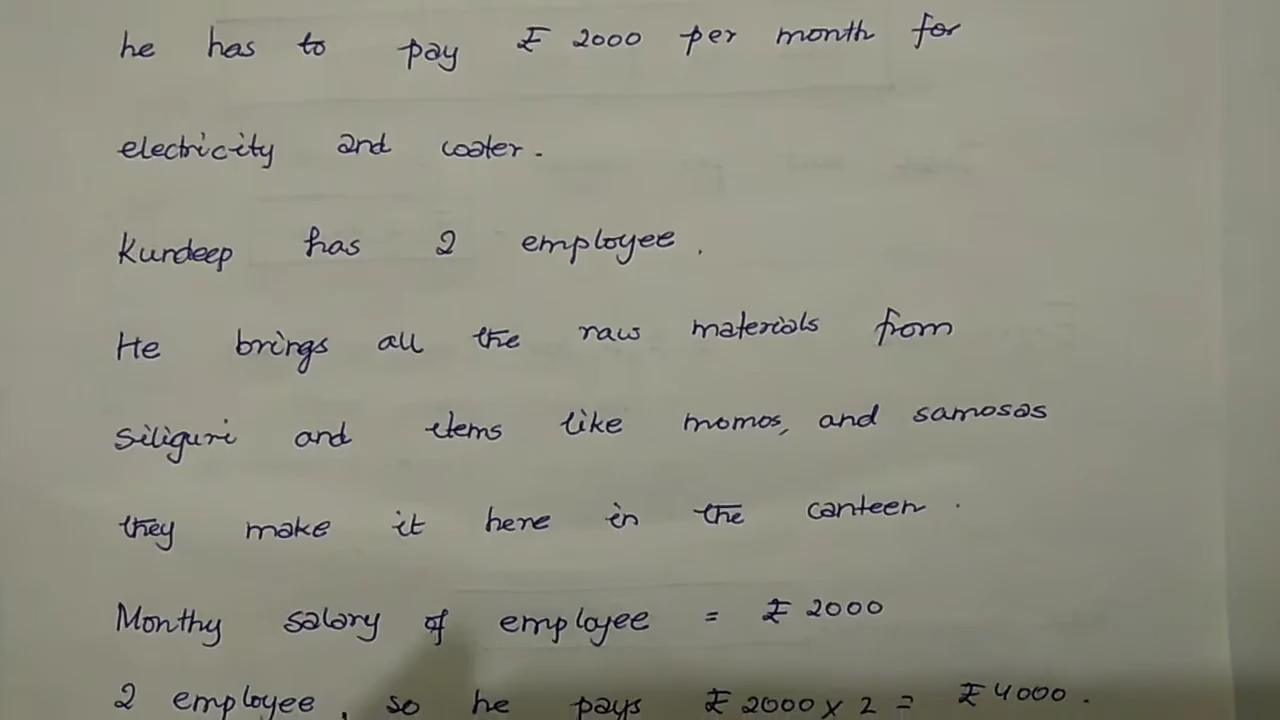 he has to pay ₹ 2000 per month for
electricity and water.
Kurdeep has 2 employee.
He brings all the raw materials from
siliguri and items like momos, and samosas
they make it here in the canteen.
Monthy salary of employee = ₹ 2000
2 employee, so he pays ₹ 2000 x 2 = ₹ 4000.